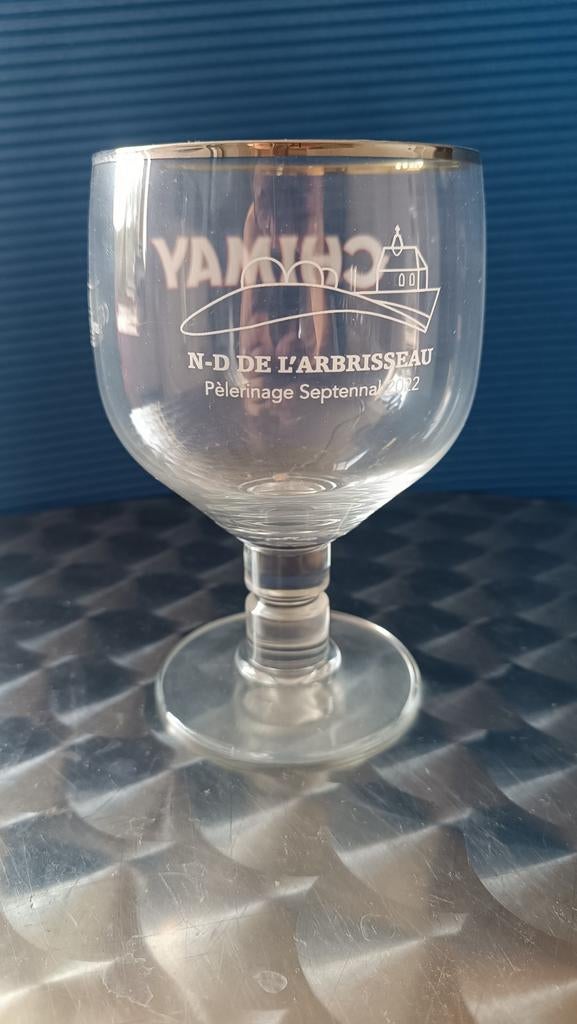 CHIMAY
N-D DE L'ARBRISSEAU
Pèlerinage Septennal 2022